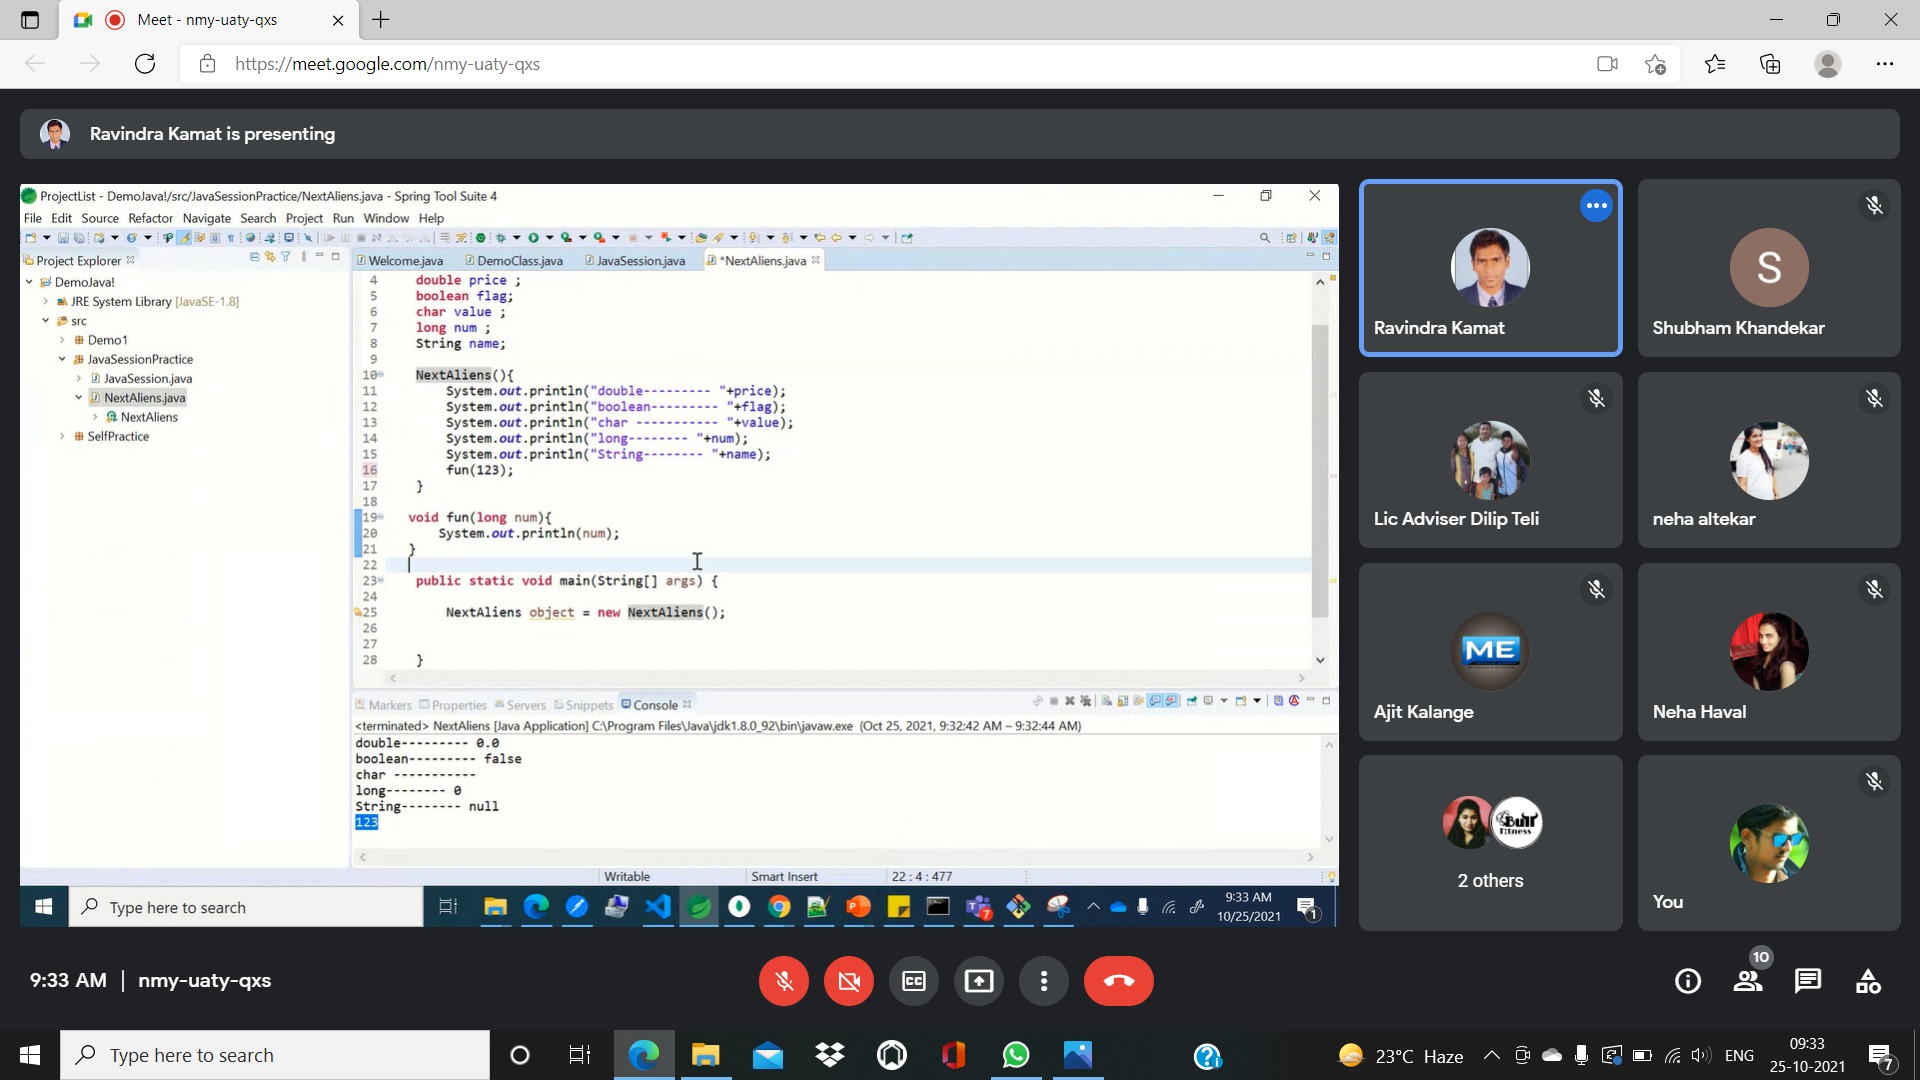 Meet - nmy-uaty-qxs
https://meet.google.com/nmy-uaty-qxs
Ravindra Kamat is presenting
ProjectList - DemoJava!/src/JavaSessionPractice/NextAliens.java - Spring Tool Suite 4
File Edit Source Refactor Navigate Search Project Run Window Help
Project Explorer
Welcome.java DemoClass.java JavaSession.java *NextAliens.java
DemoJava!
JRE System Library [JavaSE-1.8]
src
Demo1
JavaSessionPractice
JavaSession.java
NextAliens.java
NextAliens
SelfPractice
4 double price ;
5 boolean flag;
6 char value ;
7 long num ;
8 String name;
9
10 NextAliens(){
11 System.out.println("double--------- "+price);
12 System.out.println("boolean--------- "+flag);
13 System.out.println("char ----------- "+value);
14 System.out.println("long-------- "+num);
15 System.out.println("String-------- "+name);
16 fun(123);
17 }
18
19 void fun(long num){
20 System.out.println(num);
21 }
22
23 public static void main(String[] args) {
24
25 NextAliens object = new NextAliens();
26
27
28 }
Markers Properties Servers Snippets Console
<terminated> NextAliens [Java Application] C:\Program Files\Java\jdk1.8.0_92\bin\javaw.exe (Oct 25, 2021, 9:32:42 AM – 9:32:44 AM)
double--------- 0.0
boolean--------- false
char -----------
long-------- 0
String-------- null
123
Writable Smart Insert 22 : 4 : 477
Type here to search
7
9:33 AM
10/25/2021
1
Ravindra Kamat
S
Shubham Khandekar
Lic Adviser Dilip Teli
neha altekar
ME
Ajit Kalange
Neha Haval
Built
Fitness
2 others
You
9:33 AM | nmy-uaty-qxs
10
Type here to search
23°C Haze
ENG
09:33
25-10-2021
7